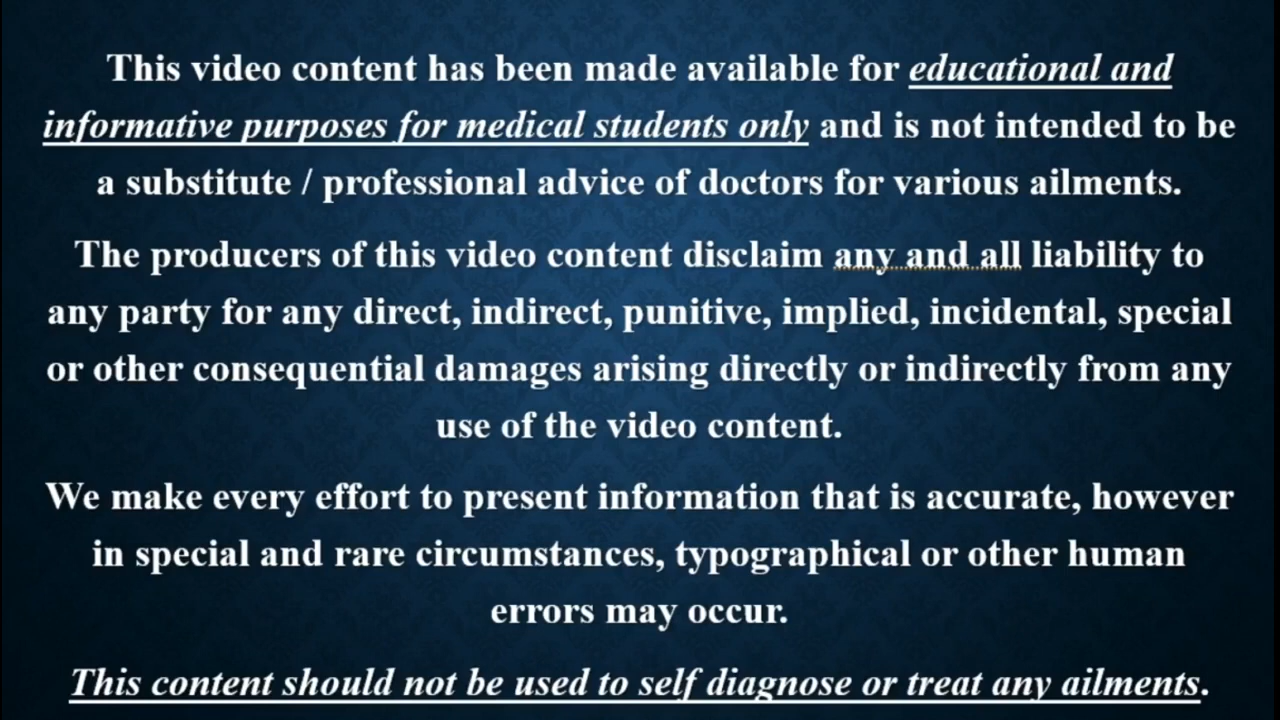 This video content has been made available for educational and
informative purposes for medical students only and is not intended to be
a substitute / professional advice of doctors for various ailments.
The producers of this video content disclaim any and all liability to
any party for any direct, indirect, punitive, implied, incidental, special
or other consequential damages arising directly or indirectly from any
use of the video content.
We make every effort to present information that is accurate, however
in special and rare circumstances, typographical or other human
errors may occur.
This content should not be used to self diagnose or treat any ailments.